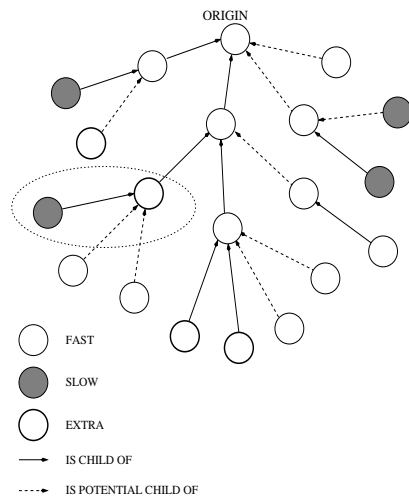 ORIGIN
FAST
SLOW
EXTRA
IS CHILD OF
IS POTENTIAL CHILD OF